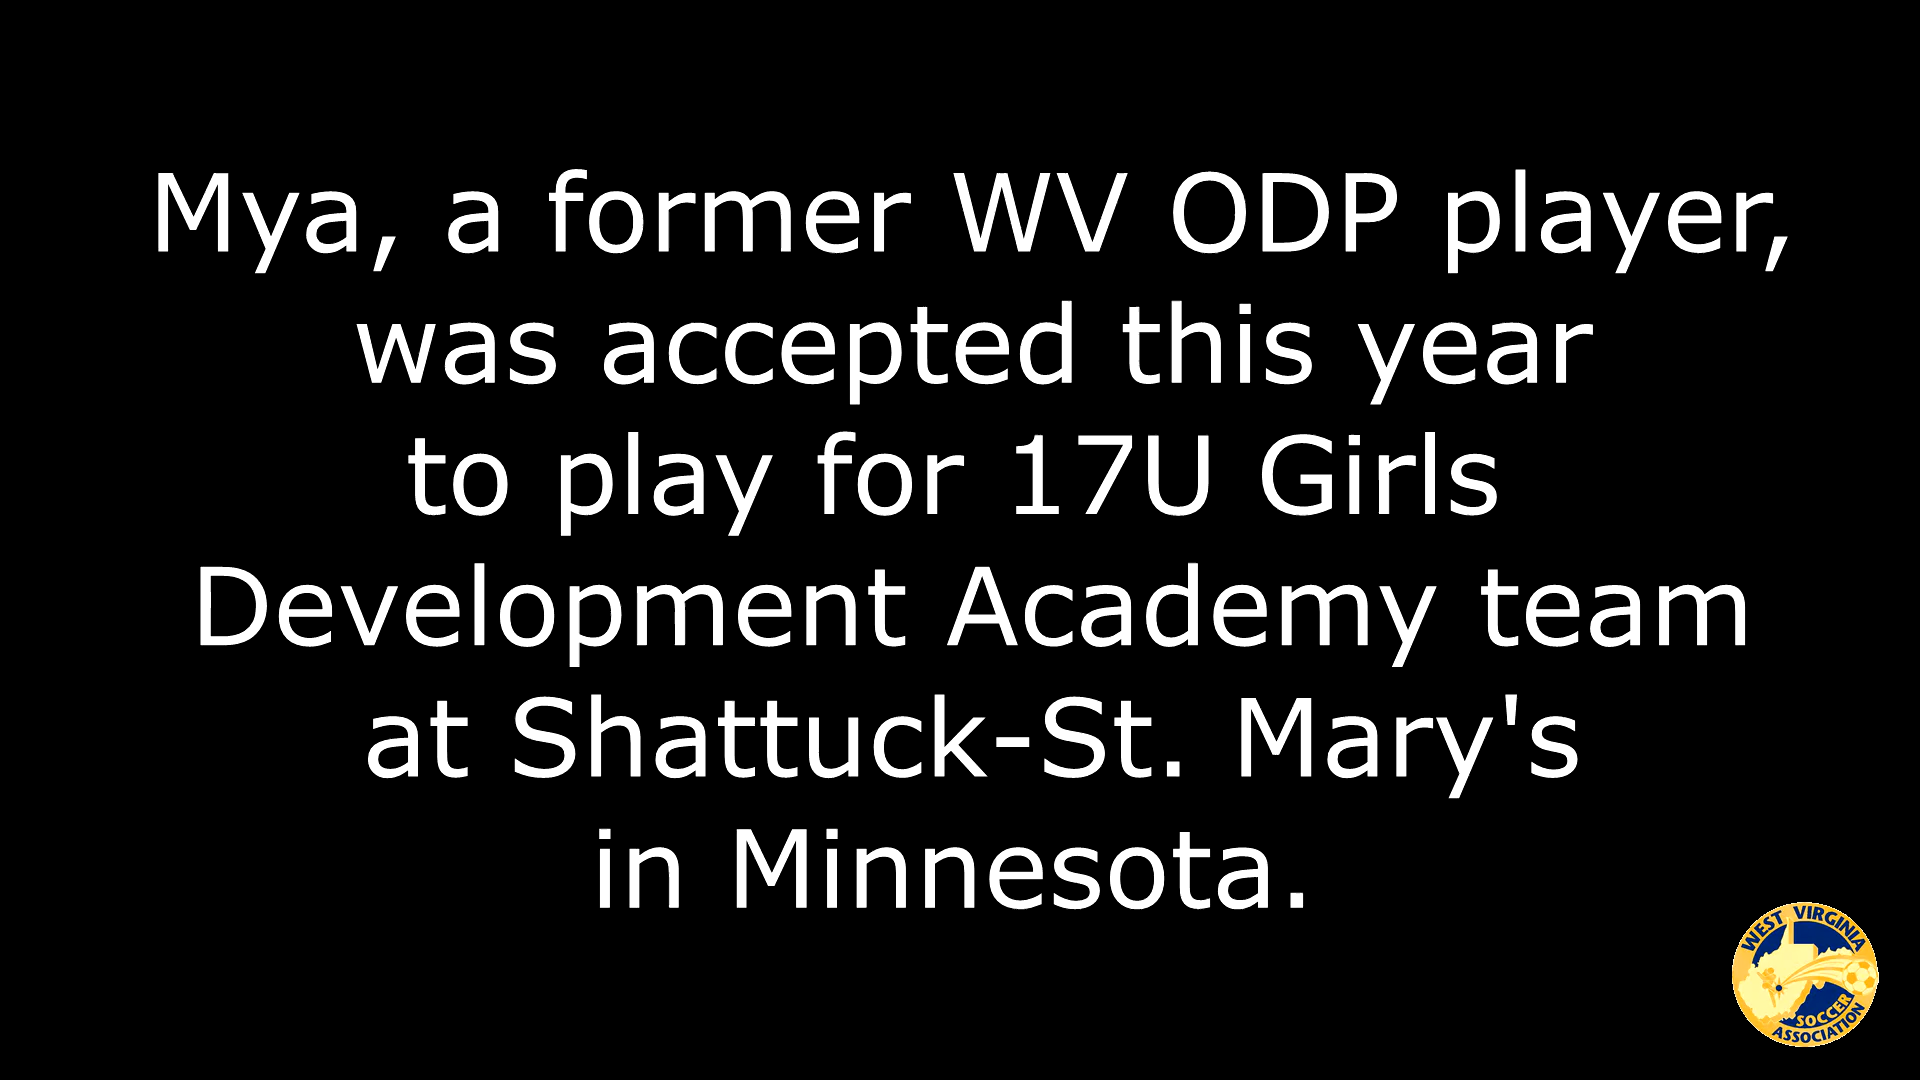 Mya, a former WV ODP player,
was accepted this year
to play for 17U Girls
Development Academy team
at Shattuck-St. Mary's
in Minnesota.
WEST VIRGINIA
SOCCER
ASSOCIATION